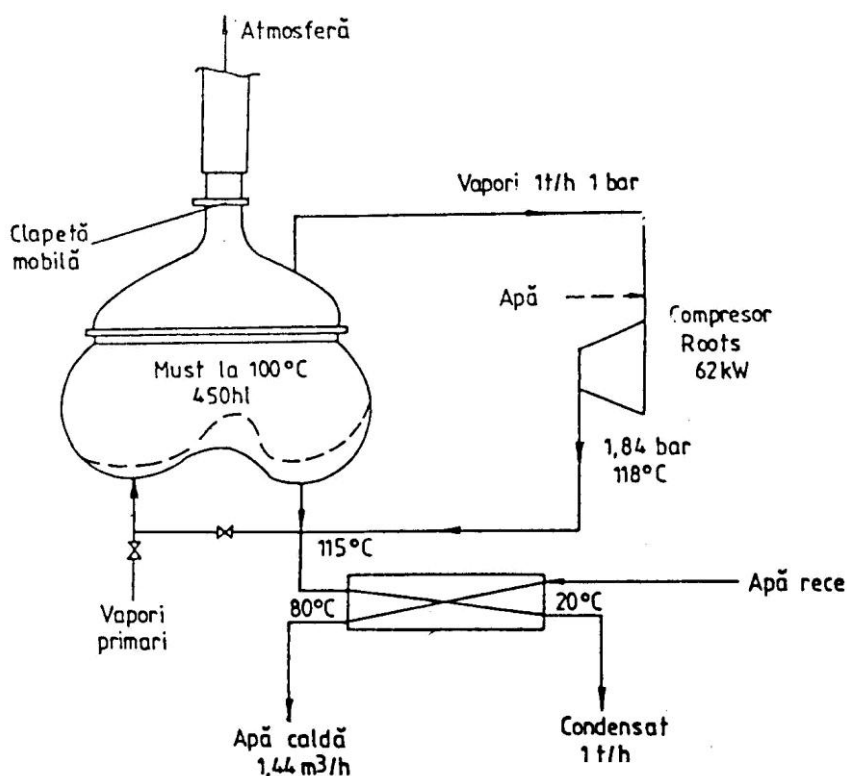 Atmosferă
Vapori 1t/h 1 bar
Clapetă
mobilă
Apă
Compresor
Roots
62kW
Must la 100°C
450hl
1,84 bar
118°C
115°C
Vapori
primari
80°C
20°C
Apă rece
Apă caldă
1,44 m³/h
Condensat
1 t/h